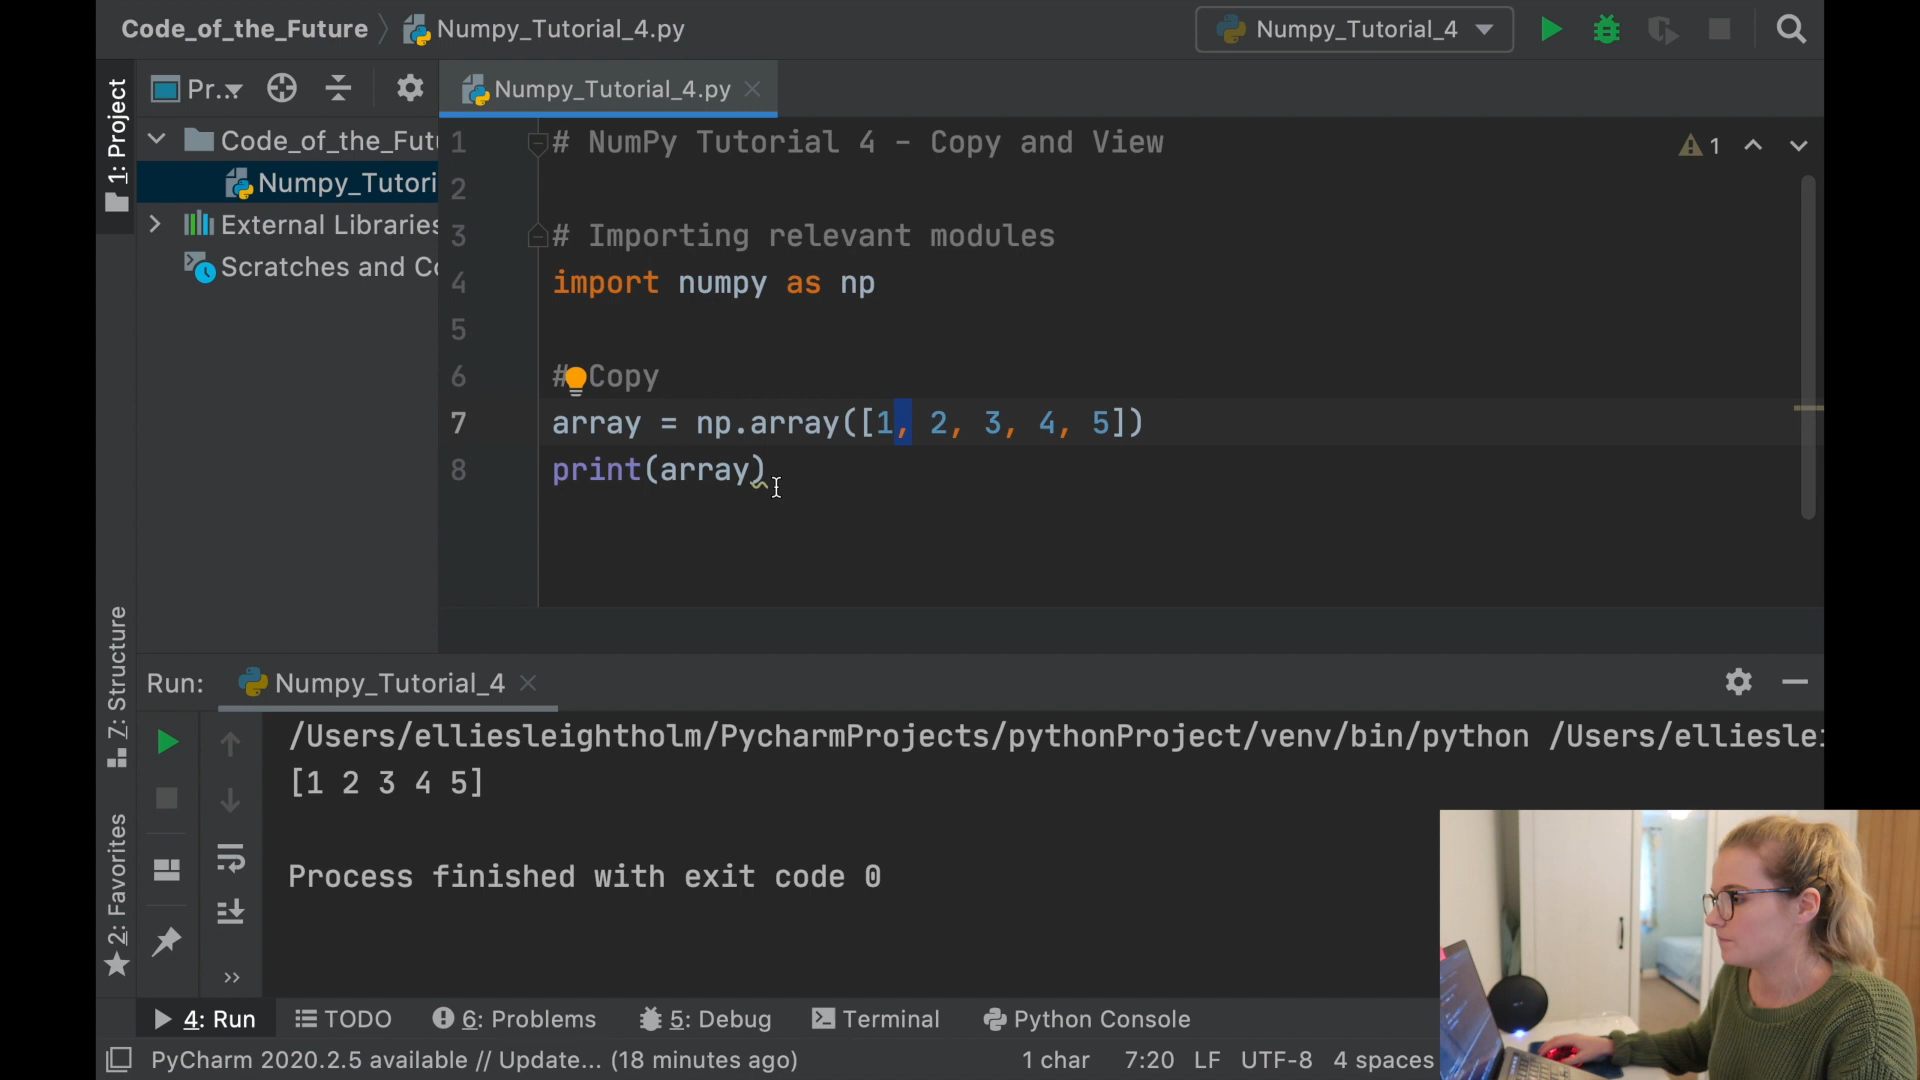 Code_of_the_Future
Numpy_Tutorial_4.py
Numpy_Tutorial_4
1: Project
Pr...
Numpy_Tutorial_4.py
Code_of_the_Futu
Numpy_Tutori
External Libraries
Scratches and Co
1 # NumPy Tutorial 4 - Copy and View
1
2
3 # Importing relevant modules
4 import numpy as np
5
6 # Copy
7 array = np.array([1, 2, 3, 4, 5])
8 print(array)
Z: Structure
2: Favorites
Run:
Numpy_Tutorial_4
/Users/elliesleightholm/PycharmProjects/pythonProject/venv/bin/python /Users/ellieslei
[1 2 3 4 5]
Process finished with exit code 0
4: Run
TODO
6: Problems
5: Debug
Terminal
Python Console
PyCharm 2020.2.5 available // Update... (18 minutes ago)
1 char
7:20
LF
UTF-8
4 spaces